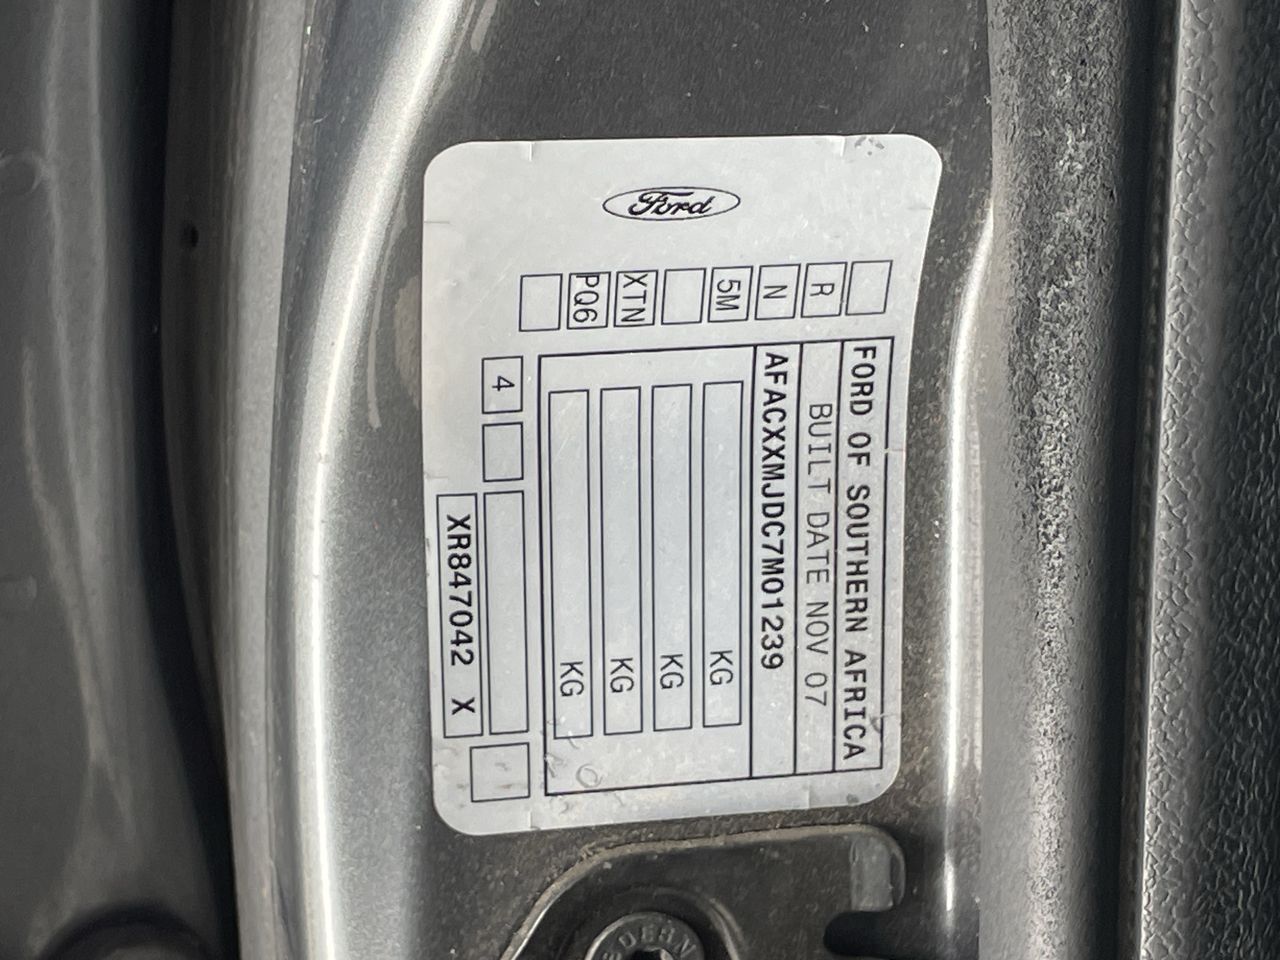 Ford
R
N
5M
XTN
PQ6
FORD OF SOUTHERN AFRICA
BUILT DATE NOV 07
AFACXXMJDC7M01239
KG
KG
KG
KG
4
XR847042 X